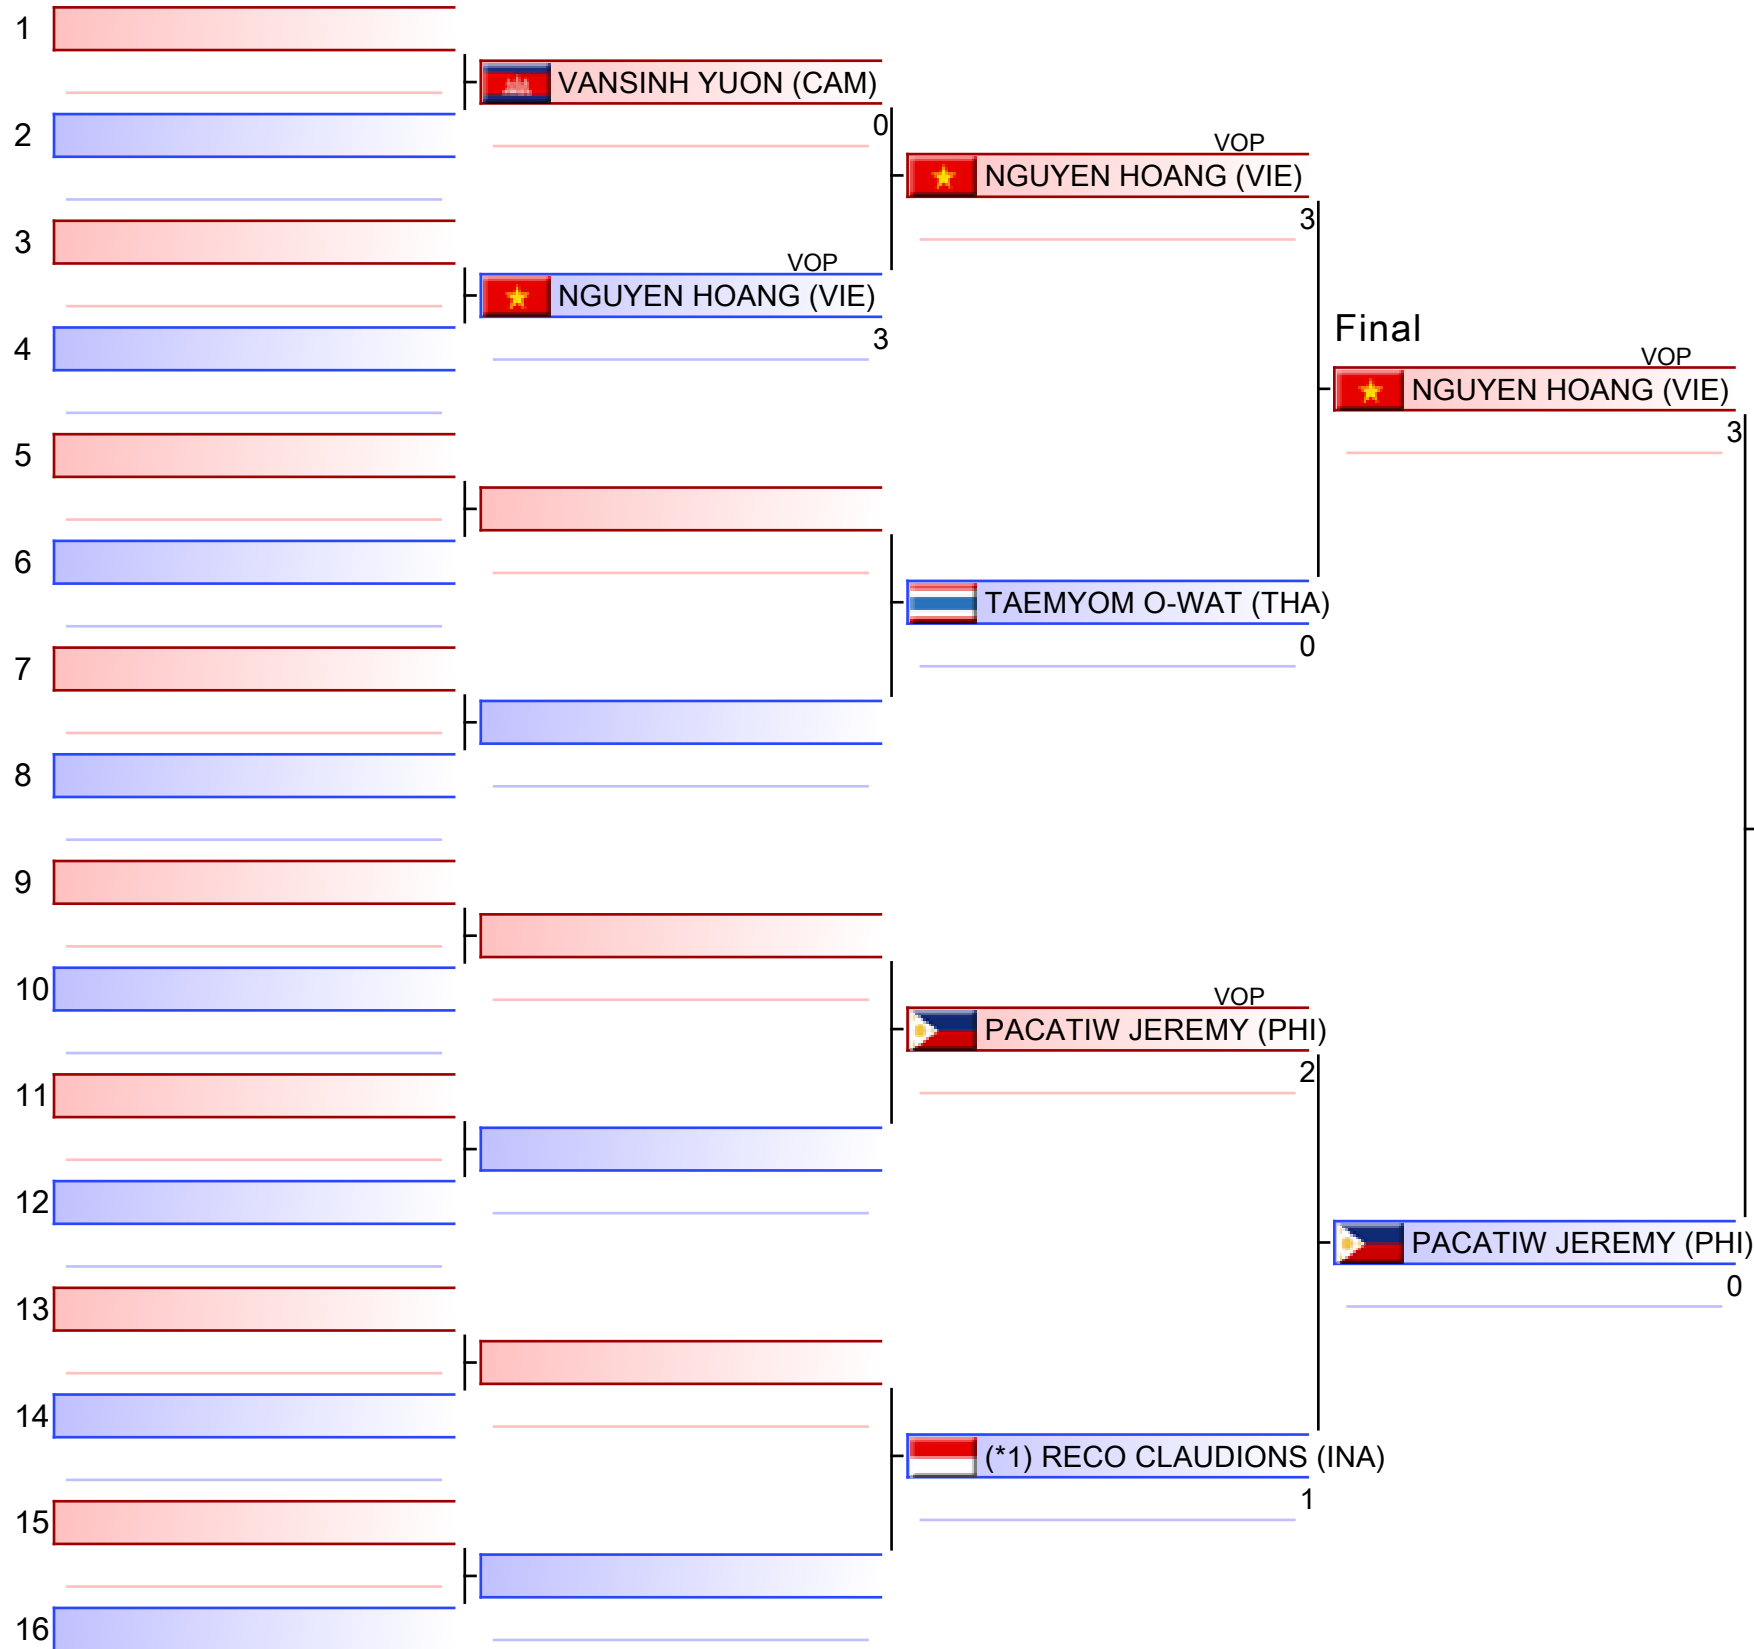 1
VANSINH YUON (CAM)
2
0
VOP
NGUYEN HOANG (VIE)
3
3
VOP
NGUYEN HOANG (VIE)
4
3
Final
VOP
NGUYEN HOANG (VIE)
3
5
6
TAEMYOM O-WAT (THA)
0
7
8
9
10
VOP
PACATIW JEREMY (PHI)
2
11
12
PACATIW JEREMY (PHI)
0
13
14
(*1) RECO CLAUDIONS (INA)
1
15
16